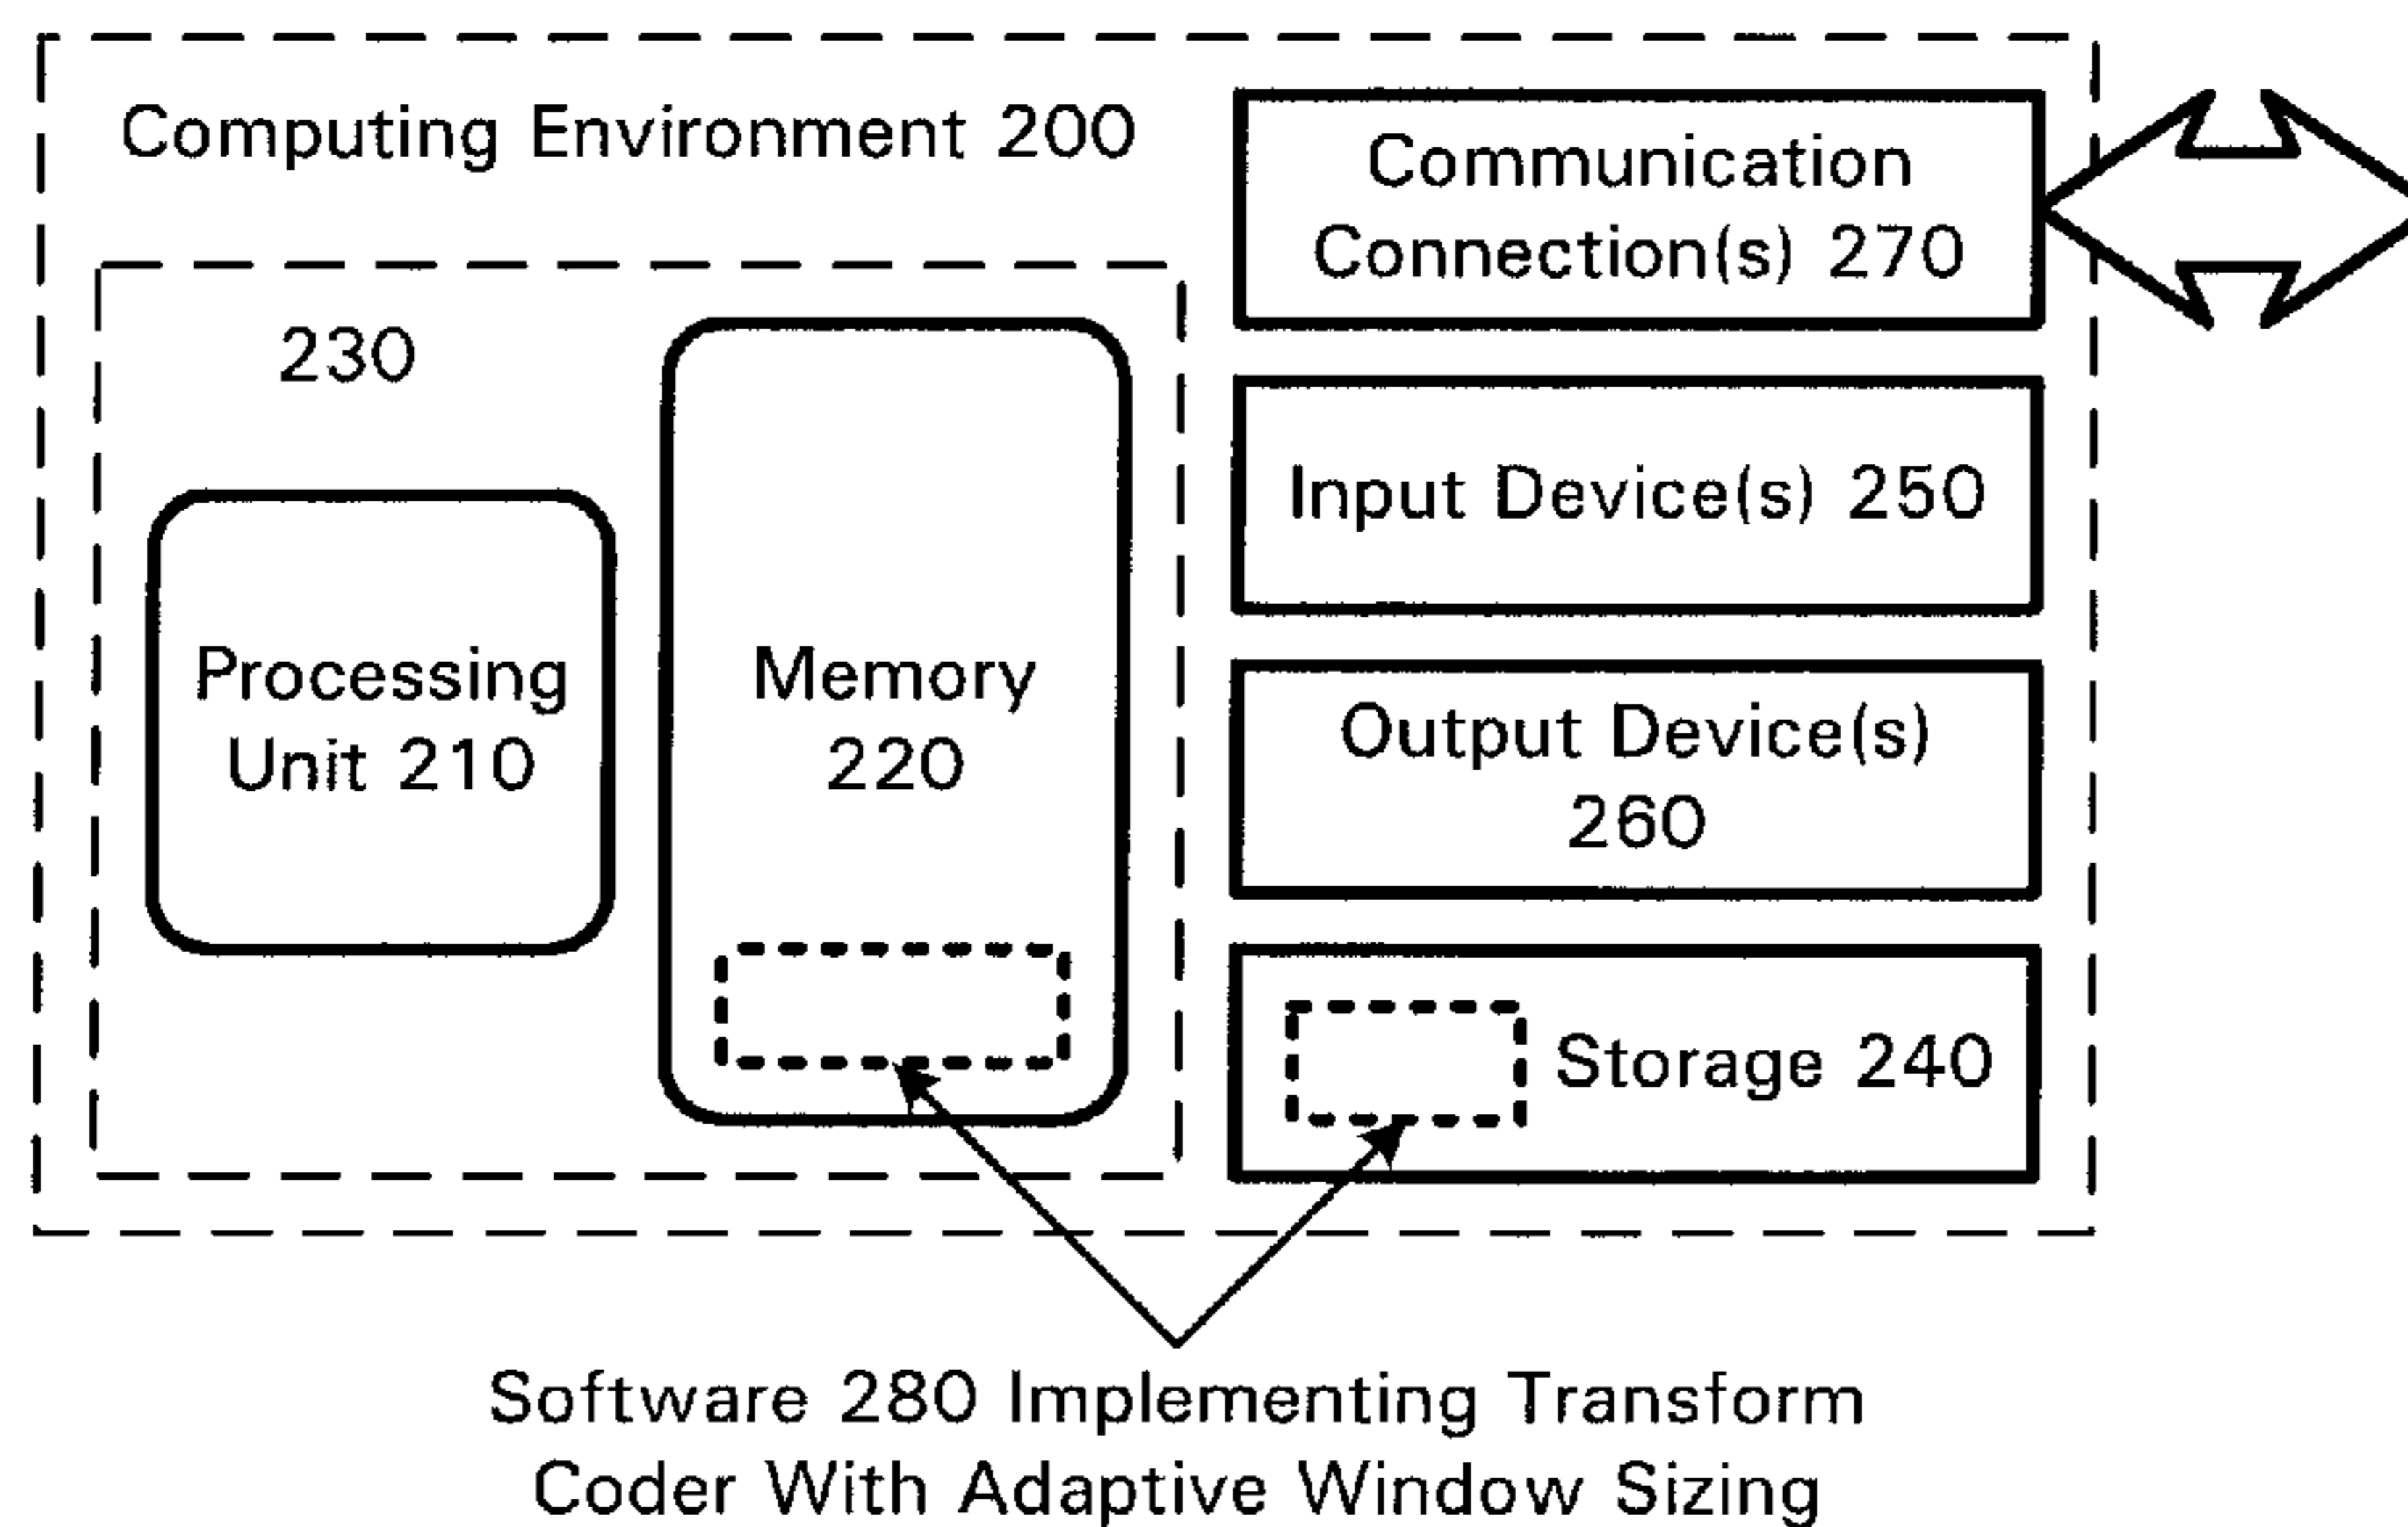 Computing Environment 200
230
Processing
Unit 210
Memory
220
Communication
Connection(s) 270
Input Device(s) 250
Output Device(s)
260
Storage 240
Software 280 Implementing Transform
Coder With Adaptive Window Sizing